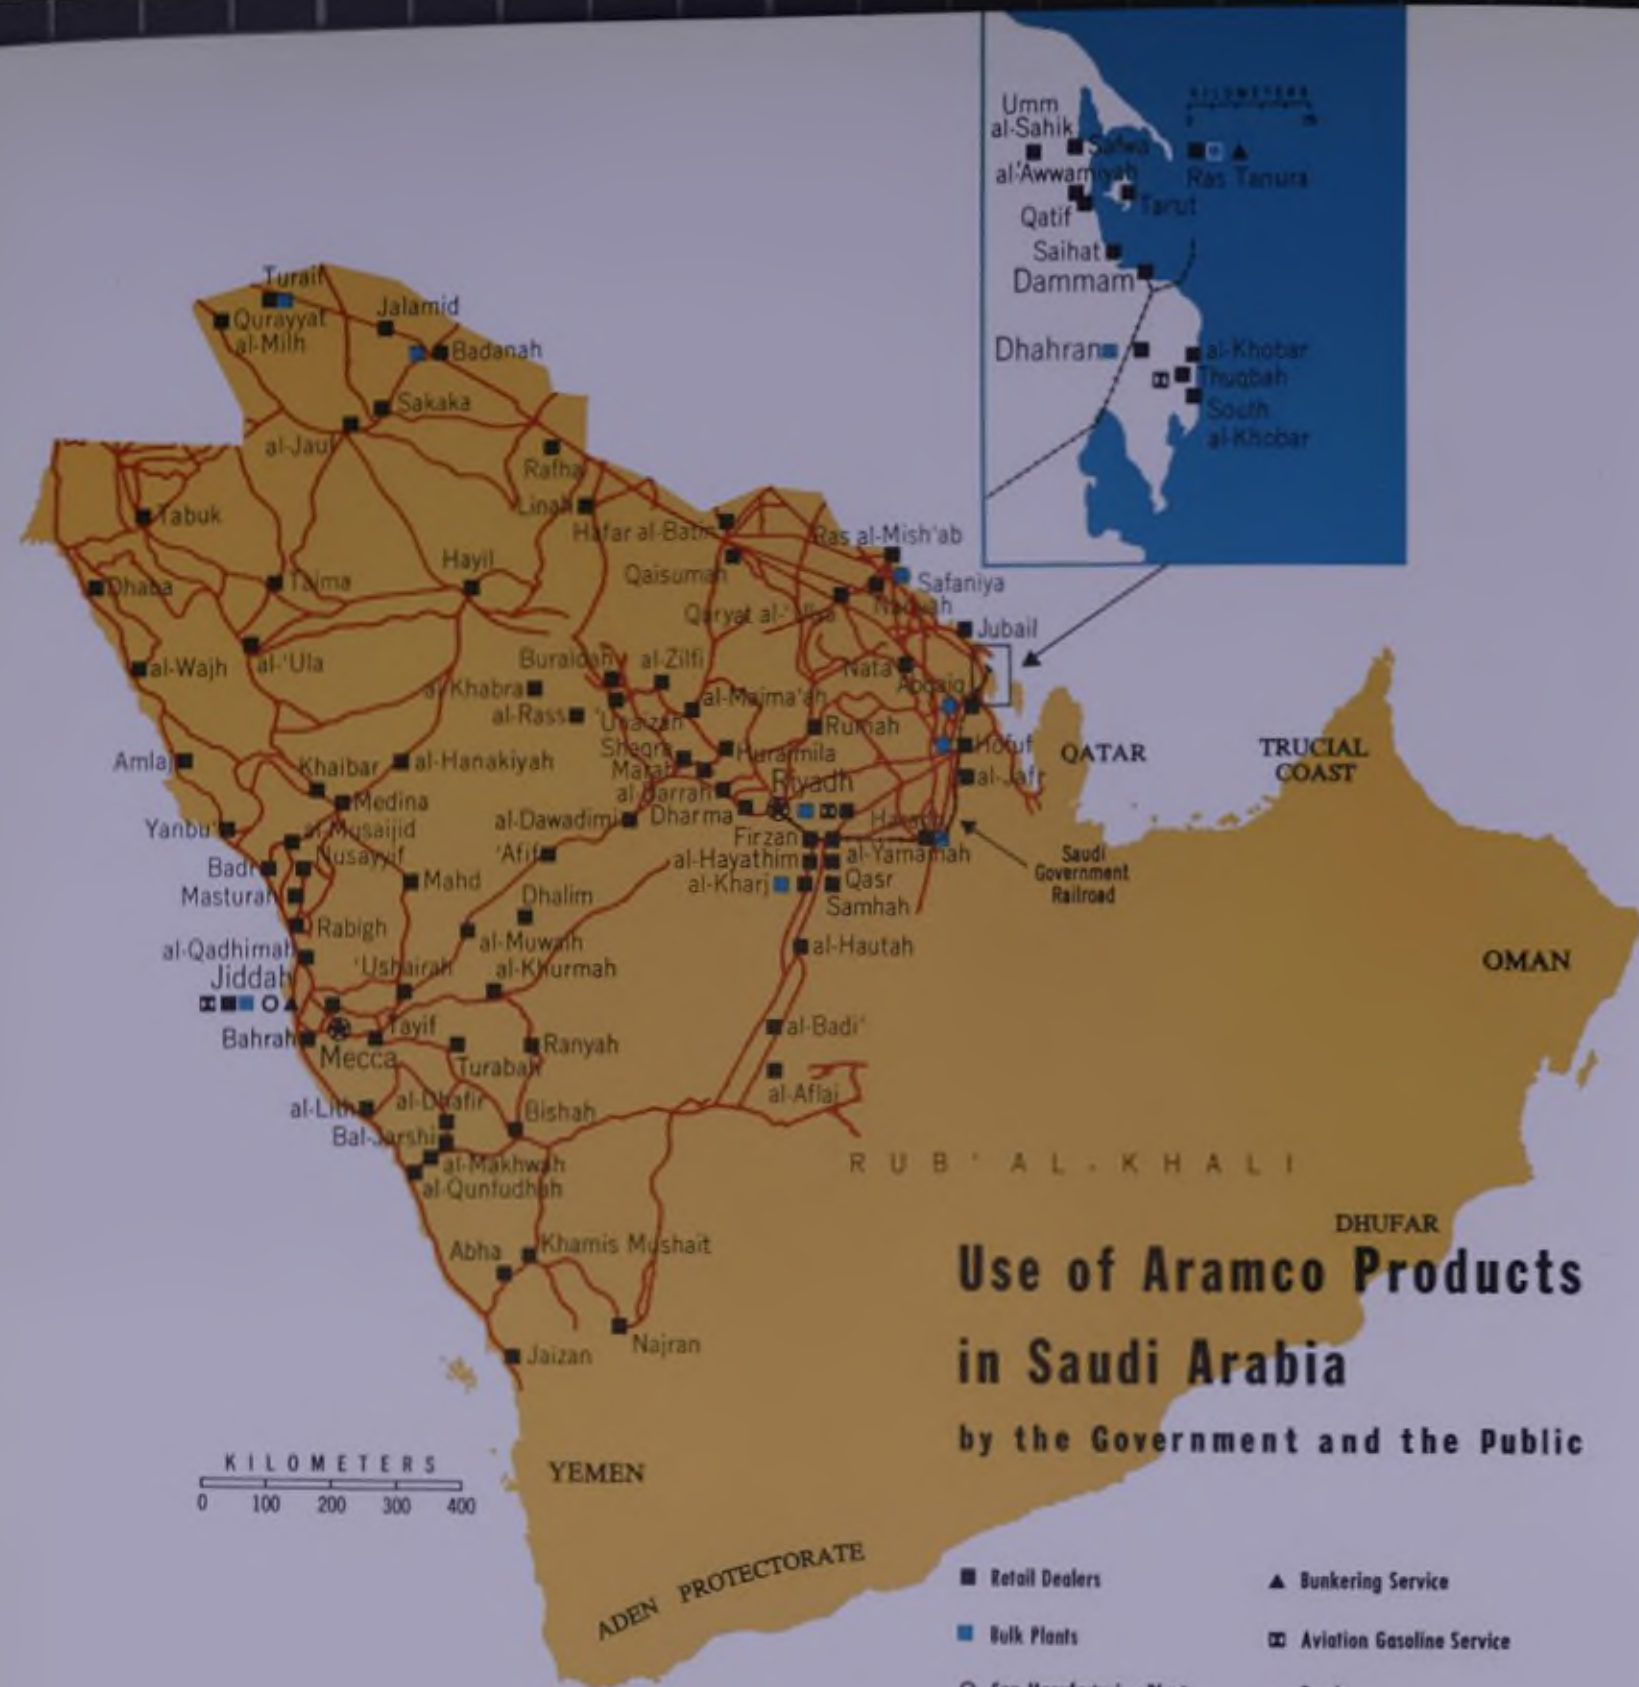 Umm
al-Sahik
Safwa
al-'Awwamiyah
Qatif
Tarut
KILOMETERS
Ras Tanura
Saihat
Dammam
Dhahran
al-Khobar
Thuqbah
South
al-Khobar
Turaif
Qurayyat
al-Milh
Jalamid
Badanah
Sakaka
al-Jauf
Rafha
Linah
Tabuk
Hafar al-Batin
Ras al-Mish'ab
Qaisumah
Safaniya
Dhaba
Taima
Hayil
Qaryat al-'Ulya
Jubail
al-Wajh
al-'Ula
Buraidah
al-Zilfi
Nata
Abqaiq
al-Khabra
al-Rass
'Unaizah
al-Majma'ah
Rumah
Hofuf
QATAR
TRUCIAL
COAST
Amlaj
Khaibar
al-Hanakiyah
Shaqra
Huraimila
Marat
al-Jafr
Riyadh
al-Barrah
Medina
Yanbu'
al-Musaijid
al-Dawadimi
Dharma
Haradh
Firzan
Nusayyif
'Afif
al-Hayathim
al-Yamamah
Saudi
Government
Railroad
Badr
Mahd
al-Kharj
Qasr
Masturah
Dhalim
Samhah
Rabigh
al-Muwaih
al-Hautah
OMAN
al-Qadhimah
'Ushairah
al-Khurmah
Jiddah
al-Badi'
Bahrah
Tayif
Mecca
Turabah
Ranyah
al-Aflaj
al-Lith
al-Dhafir
Bishah
Bal-Jarshi
al-Makhwah
RUB' AL-KHALI
al-Qunfudhah
DHUFAR
Abha
Khamis Mushait
Use of Aramco Products
in Saudi Arabia
by the Government and the Public
Najran
Jaizan
KILOMETERS
0 100 200 300 400
YEMEN
ADEN PROTECTORATE
Retail Dealers
Bunkering Service
Bulk Plants
Aviation Gasoline Service